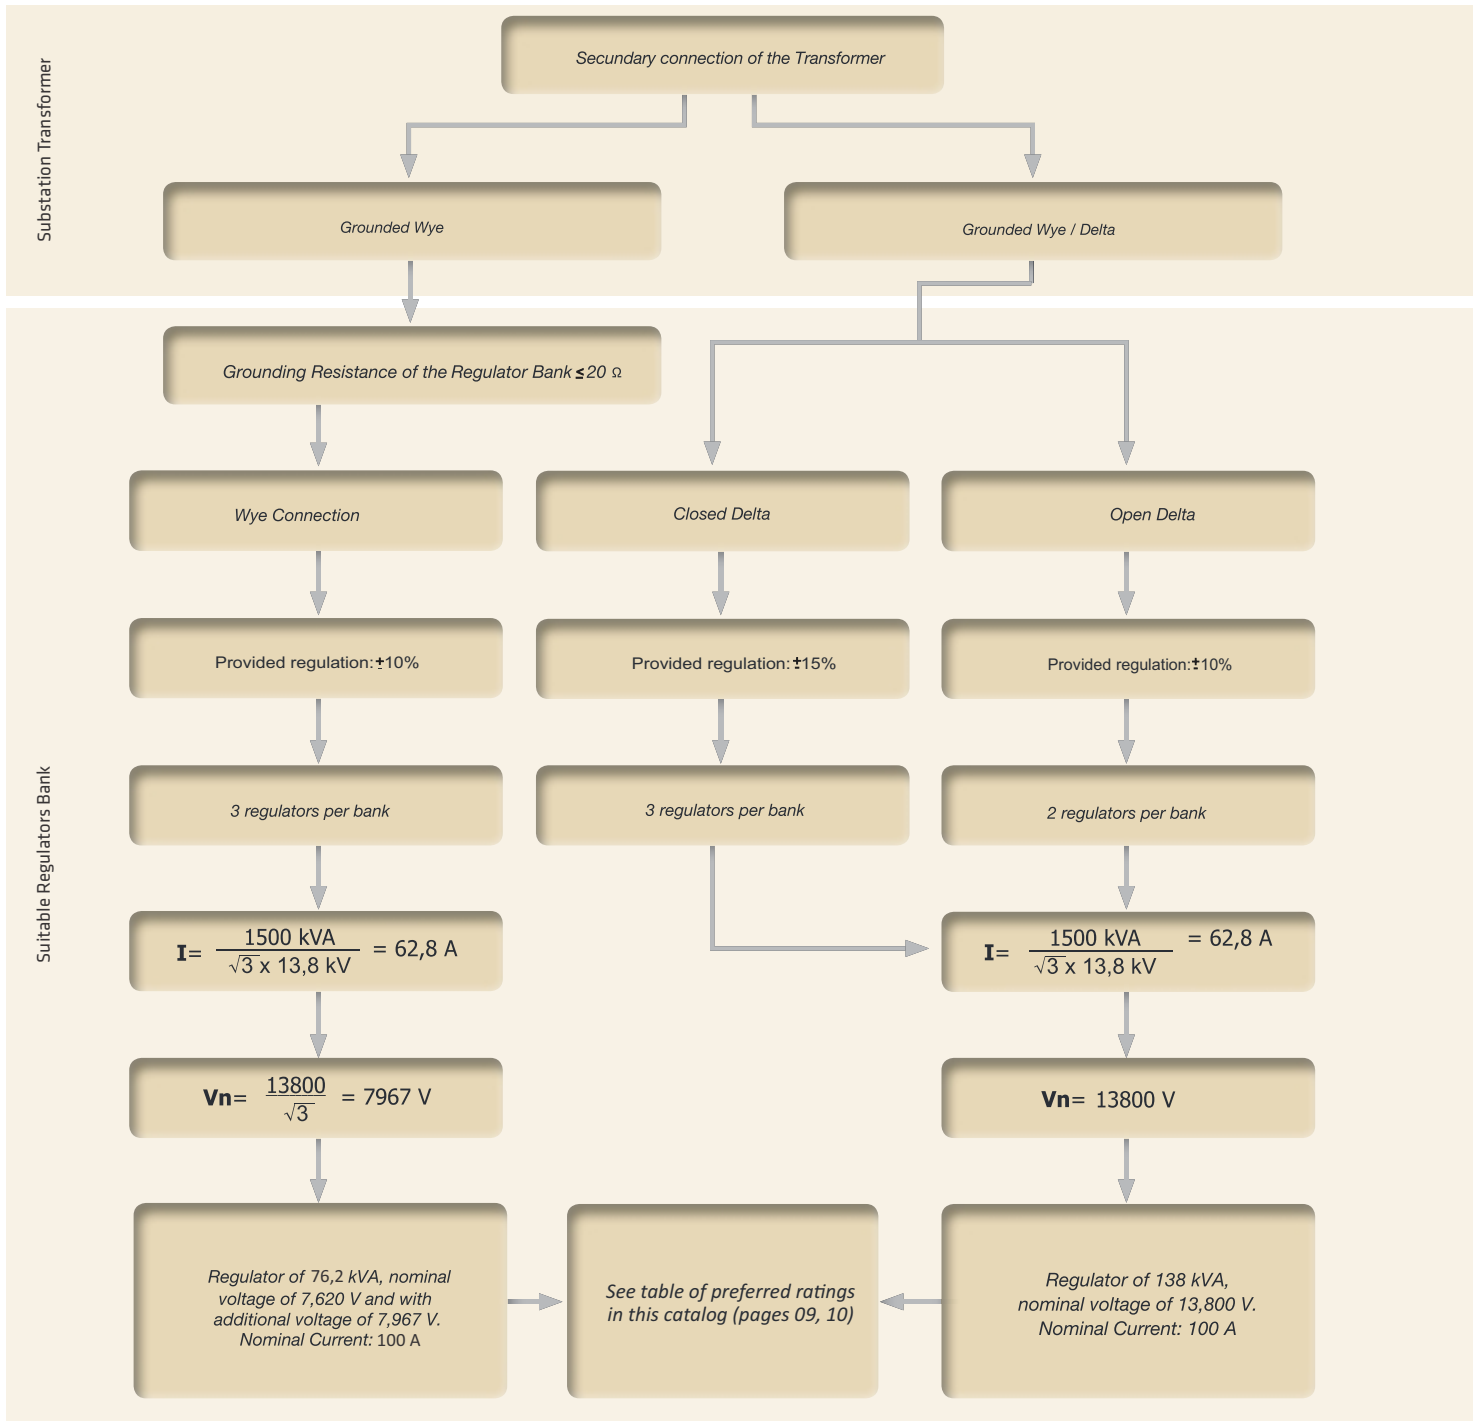 Substation Transformer
Secundary connection of the Transformer
Grounded Wye
Grounded Wye / Delta
Suitable Regulators Bank
Grounding Resistance of the Regulator Bank ≤ 20 Ω
Wye Connection
Closed Delta
Open Delta
Provided regulation: ±10%
Provided regulation: ±15%
Provided regulation: ±10%
3 regulators per bank
3 regulators per bank
2 regulators per bank
I= 1500 kVA / √3 x 13,8 kV = 62,8 A
I= 1500 kVA / √3 x 13,8 kV = 62,8 A
Vn= 13800 / √3 = 7967 V
Vn= 13800 V
Regulator of 76,2 kVA, nominal
voltage of 7,620 V and with
additional voltage of 7,967 V.
Nominal Current: 100 A
See table of preferred ratings
in this catalog (pages 09, 10)
Regulator of 138 kVA,
nominal voltage of 13,800 V.
Nominal Current: 100 A